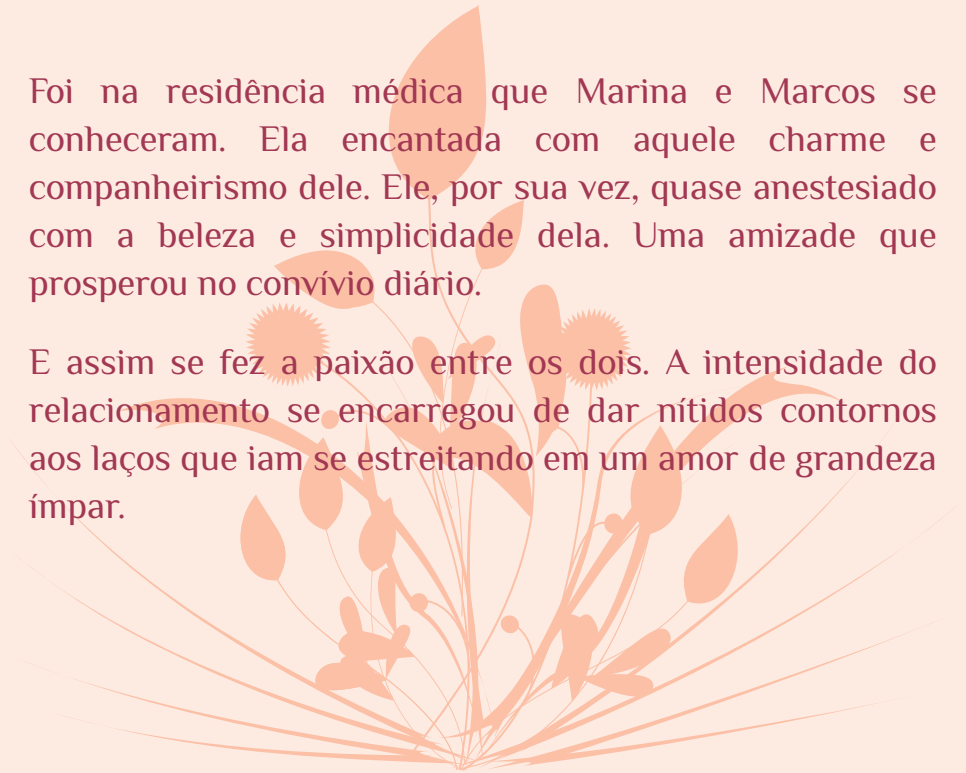 Foi na residência médica que Marina e Marcos se
conheceram. Ela encantada com aquele charme e
companheirismo dele. Ele, por sua vez, quase anestesiado
com a beleza e simplicidade dela. Uma amizade que
prosperou no convívio diário.
E assim se fez a paixão entre os dois. A intensidade do
relacionamento se encarregou de dar nítidos contornos
aos laços que iam se estreitando em um amor de grandeza
ímpar.